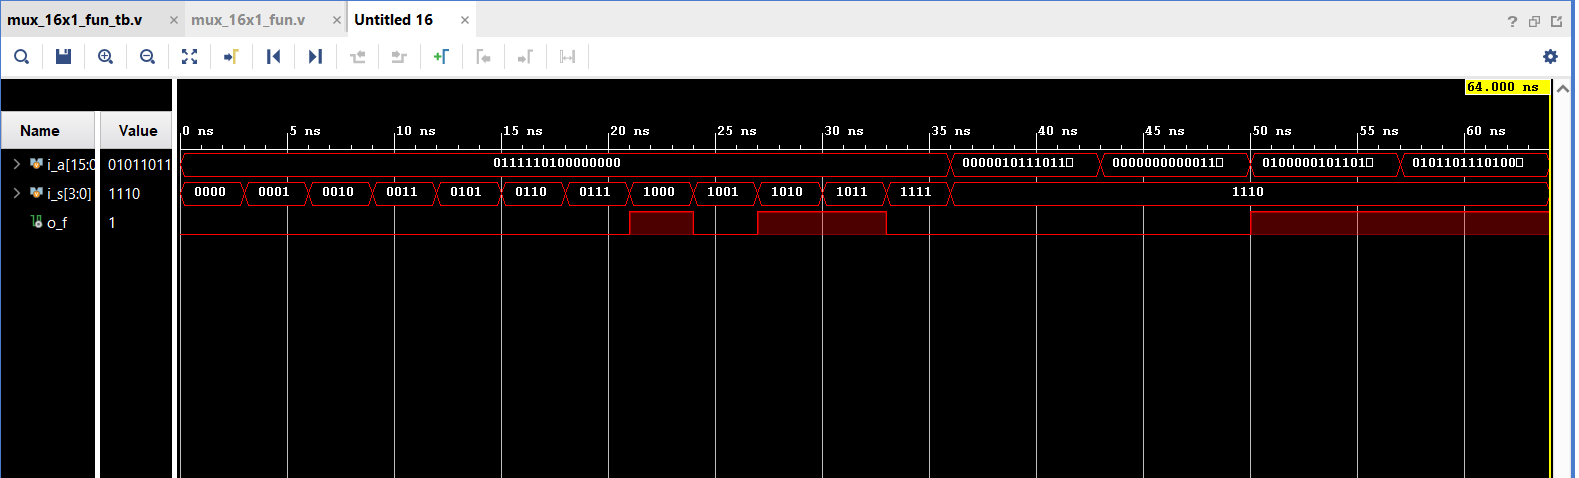 mux_16x1_fun_tb.v × mux_16x1_fun.v × Untitled 16 ×
64.000 ns
Name Value
0 ns 5 ns 10 ns 15 ns 20 ns 25 ns 30 ns 35 ns 40 ns 45 ns 50 ns 55 ns 60 ns
i_a[15:0 01011011 0111110100000000 0000010111011 0000000000011 0100000101101 0101101110100
i_s[3:0] 1110 0000 0001 0010 0011 0101 0110 0111 1000 1001 1010 1011 1111 1110
o_f 1